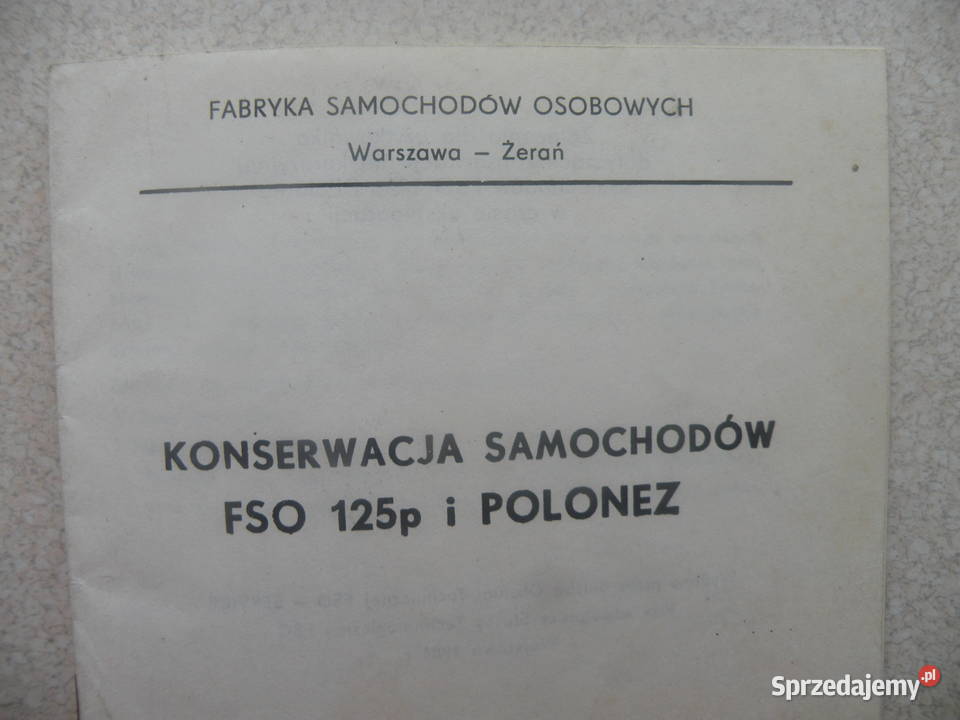 FABRYKA SAMOCHODÓW OSOBOWYCH
Warszawa – Żerań
KONSERWACJA SAMOCHODÓW
FSO 125p i POLONEZ
Sprzedajemy.pl